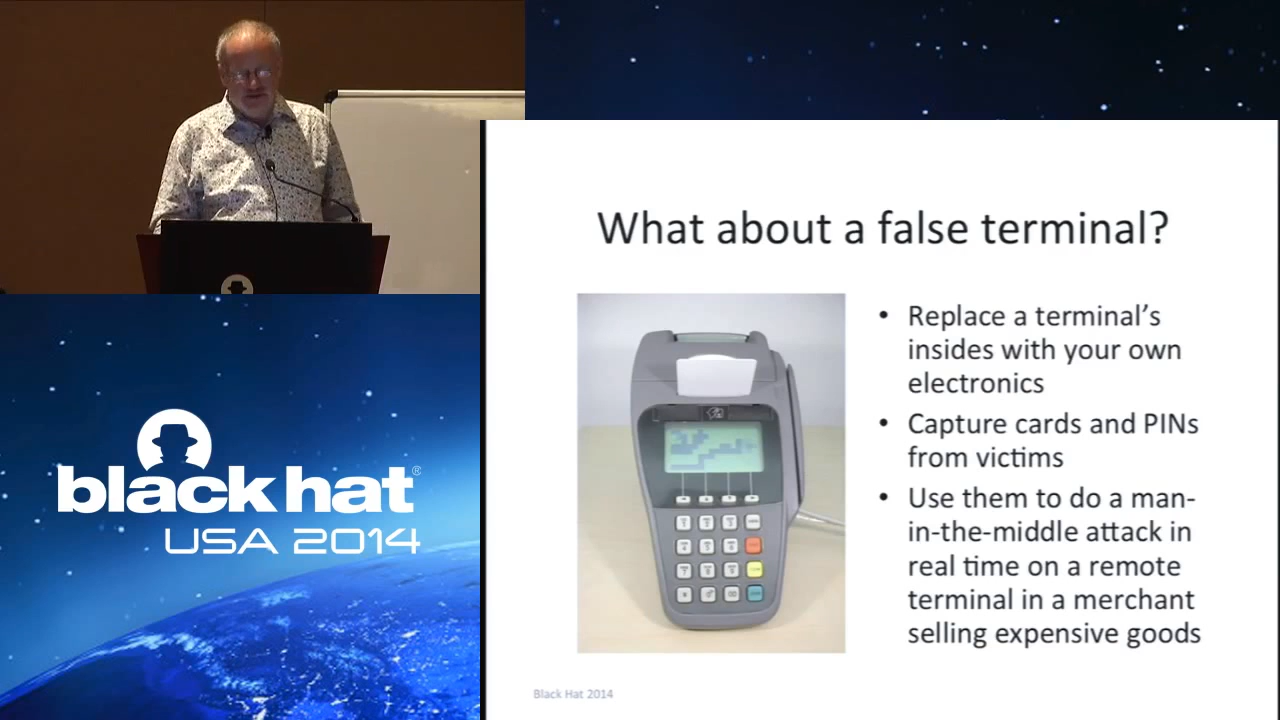 What about a false terminal?
• Replace a terminal's
insides with your own
electronics
• Capture cards and PINs
from victims
• Use them to do a man-
in-the-middle attack in
real time on a remote
terminal in a merchant
selling expensive goods
Black Hat 2014
black hat®
USA 2014